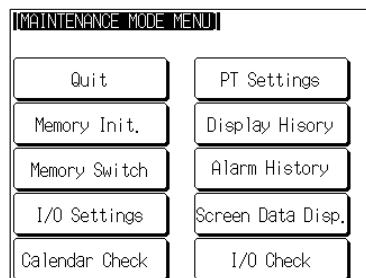 [MAINTENANCE MODE MENU]
Quit
PT Settings
Memory Init.
Display Hisory
Memory Switch
Alarm History
I/O Settings
Screen Data Disp.
Calendar Check
I/O Check